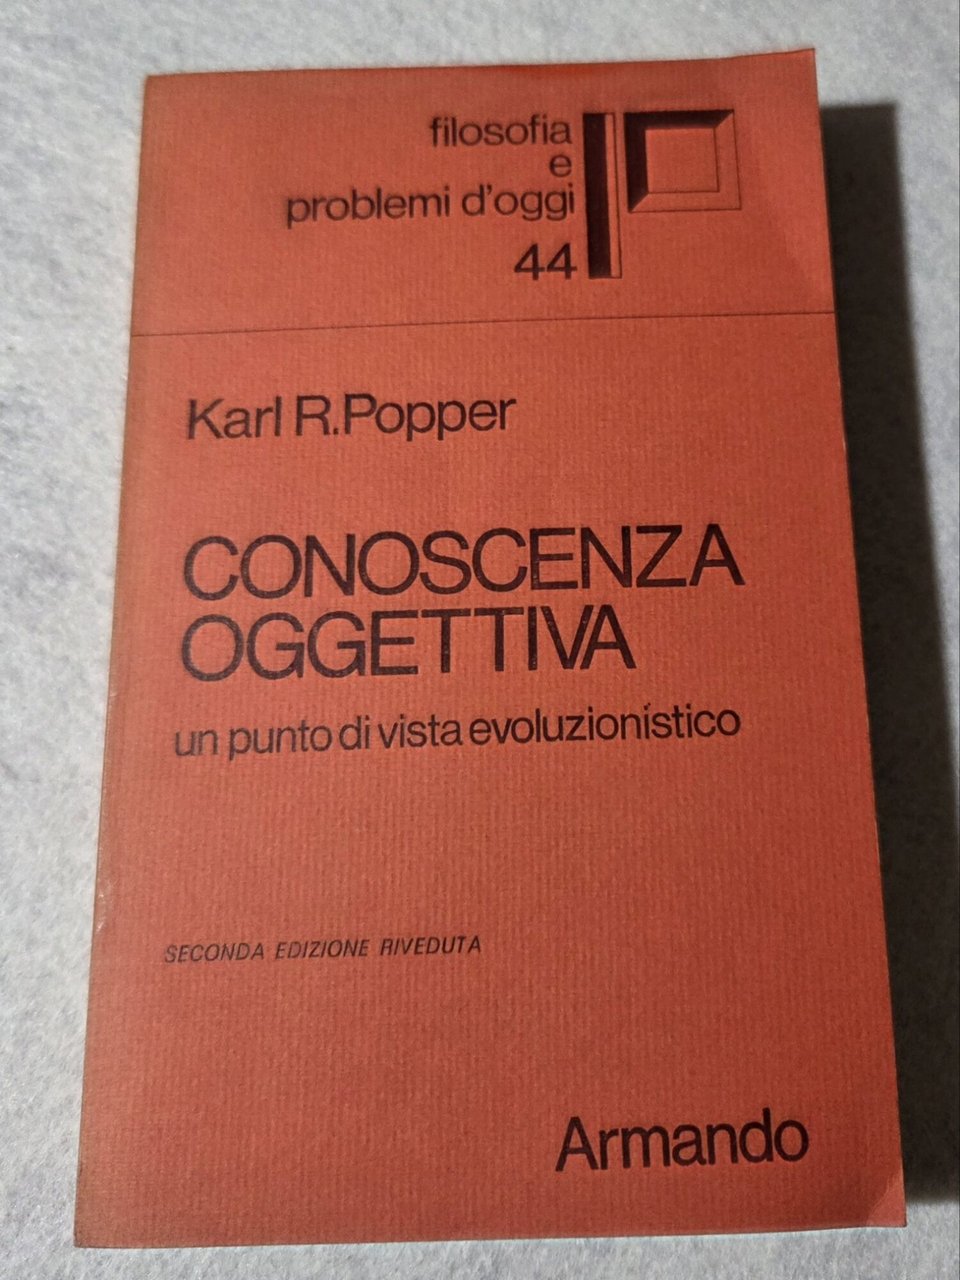 filosofia
e
problemi d'oggi
44
Karl R.Popper
CONOSCENZA
OGGETTIVA
un punto di vista evoluzionistico
SECONDA EDIZIONE RIVEDUTA
Armando